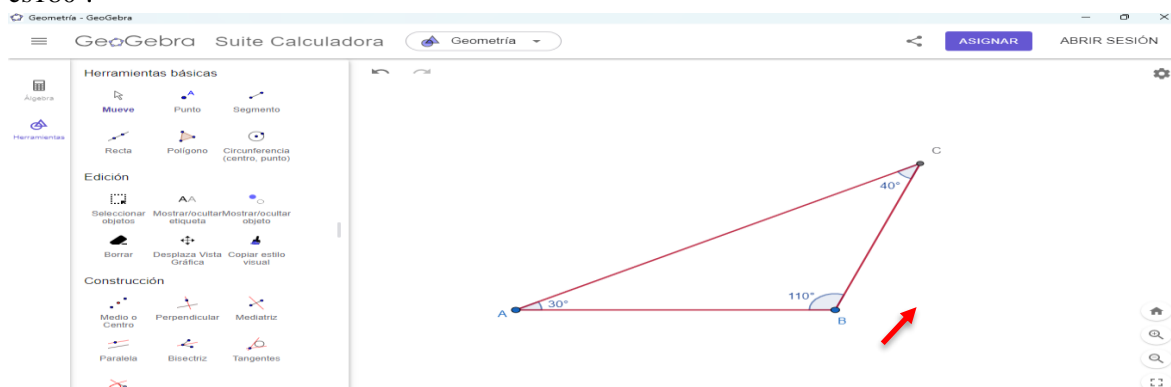 es180°.
Geometría - GeoGebra
GeoGebra Suite Calculadora Geometría ASIGNAR ABRIR SESIÓN
Álgebra
Herramientas
Herramientas básicas
Mueve Punto Segmento
Recta Polígono Circunferencia
(centro, punto)
Edición
Seleccionar
objetos
Mostrar/ocultar
etiqueta
Mostrar/ocultar
objeto
Borrar Desplaza Vista
Gráfica
Copiar estilo
visual
Construcción
Medio o
Centro
Perpendicular Mediatriz
Paralela Bisectriz Tangentes
AA
A
C
40°
30°
110°
A
B